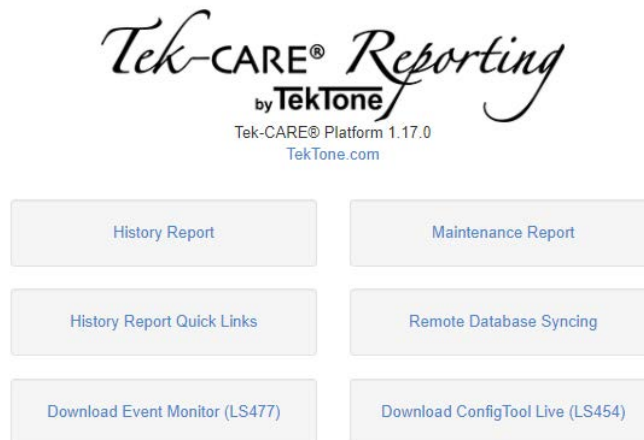 Tek-CARE® Reporting
by TekTone
Tek-CARE® Platform 1.17.0
TekTone.com
History Report
Maintenance Report
History Report Quick Links
Remote Database Syncing
Download Event Monitor (LS477)
Download ConfigTool Live (LS454)